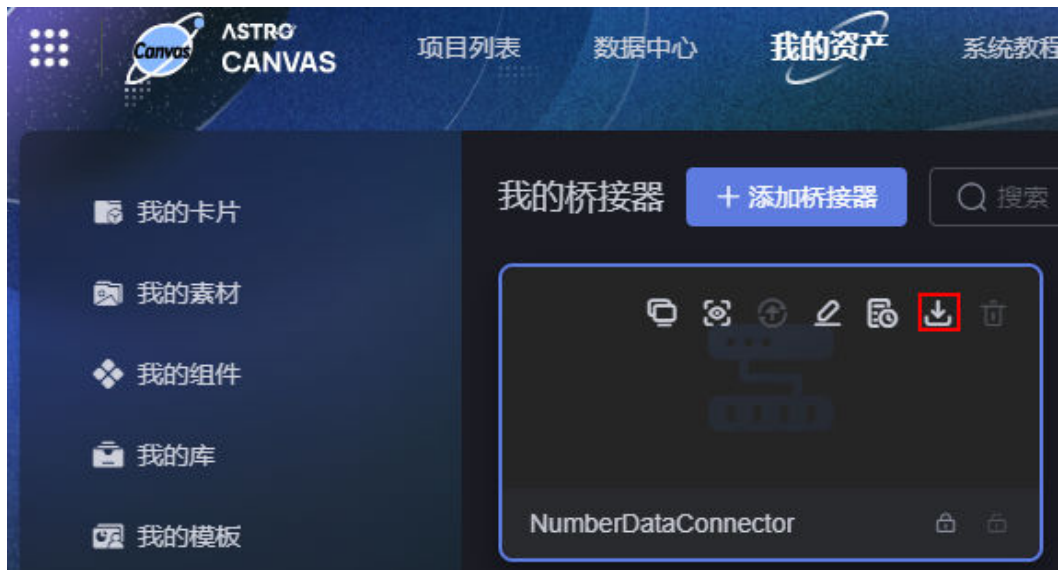 Canvas
ASTRO
CANVAS
项目列表
数据中心
我的资产
系统教程
我的卡片
我的素材
我的组件
我的库
我的模板
我的桥接器
添加桥接器
搜索
NumberDataConnector